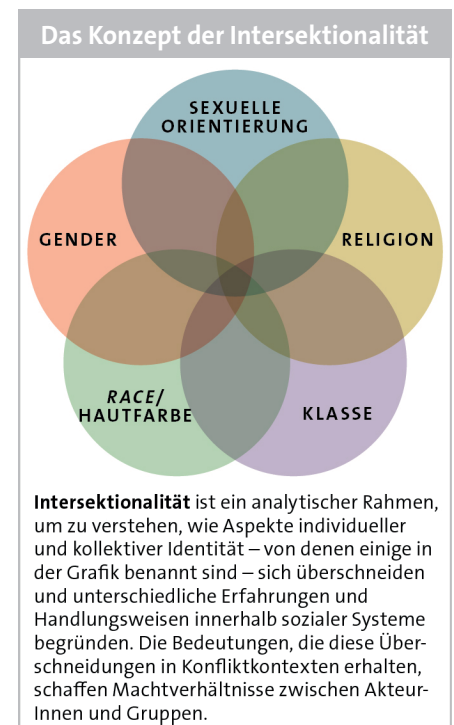 Das Konzept der Intersektionalität
SEXUELLE
ORIENTIERUNG
GENDER
RELIGION
RACE/
HAUTFARBE
KLASSE
Intersektionalität ist ein analytischer Rahmen,
um zu verstehen, wie Aspekte individueller
und kollektiver Identität – von denen einige in
der Grafik benannt sind – sich überschneiden
und unterschiedliche Erfahrungen und
Handlungsweisen innerhalb sozialer Systeme
begründen. Die Bedeutungen, die diese Über-
schneidungen in Konfliktkontexten erhalten,
schaffen Machtverhältnisse zwischen Akteur-
Innen und Gruppen.